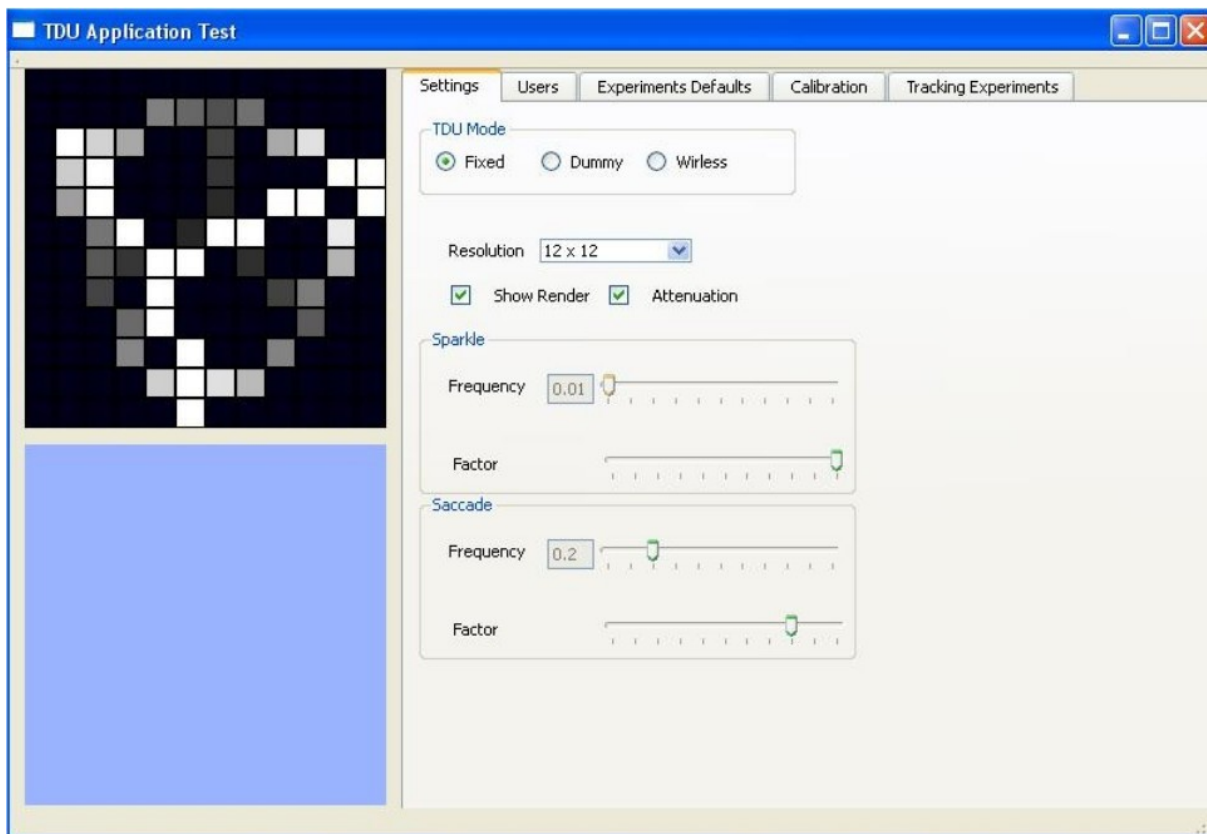 TDU Application Test
Settings Users Experiments Defaults Calibration Tracking Experiments
TDU Mode
Fixed Dummy Wirless
Resolution 12 x 12
Show Render Attenuation
Sparkle
Frequency 0.01
Factor
Saccade
Frequency 0.2
Factor